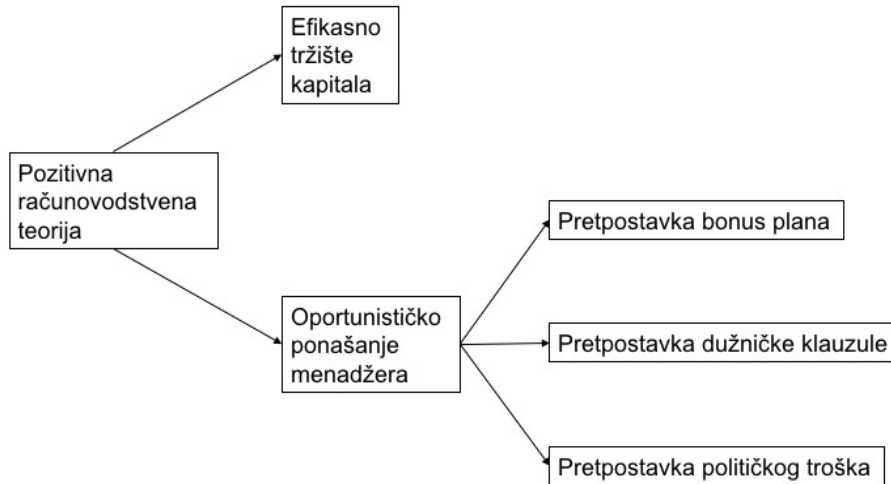 Efikasno
tržište
kapitala
Pozitivna
računovodstvena
teorija
Oportunističko
ponašanje
menadžera
Pretpostavka bonus plana
Pretpostavka dužničke klauzule
Pretpostavka političkog troška